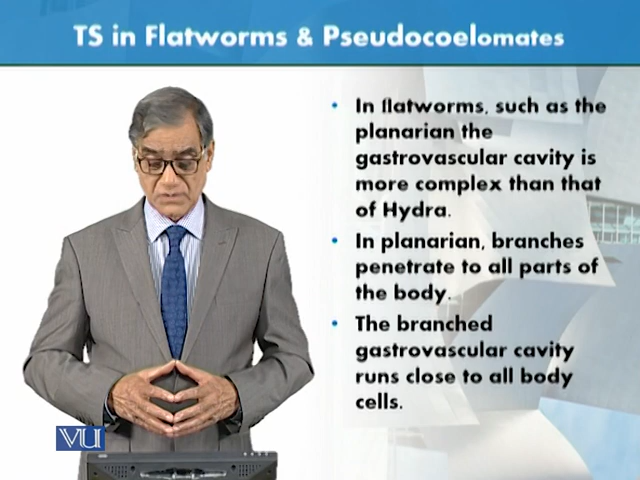 TS in Flatworms & Pseudocoelomates
• In flatworms, such as the
planarian the
gastrovascular cavity is
more complex than that
of Hydra.
• In planarian, branches
penetrate to all parts of
the body.
• The branched
gastrovascular cavity
runs close to all body
cells.
VU